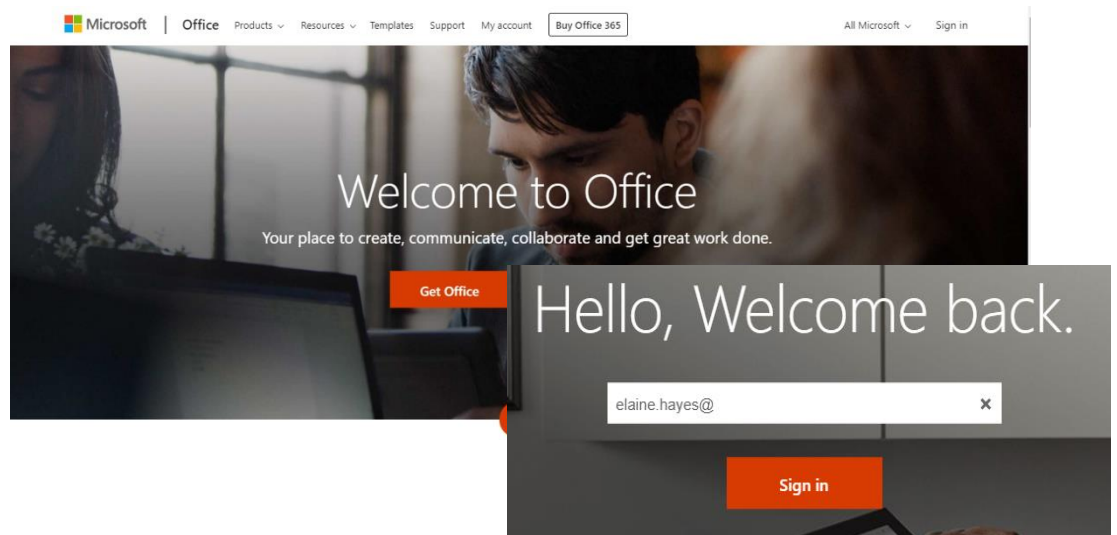 Microsoft | Office Products Resources Templates Support My account Buy Office 365 All Microsoft Sign in
Welcome to Office
Your place to create, communicate, collaborate and get great work done.
Get Office
Hello, Welcome back.
elaine.hayes@
Sign in